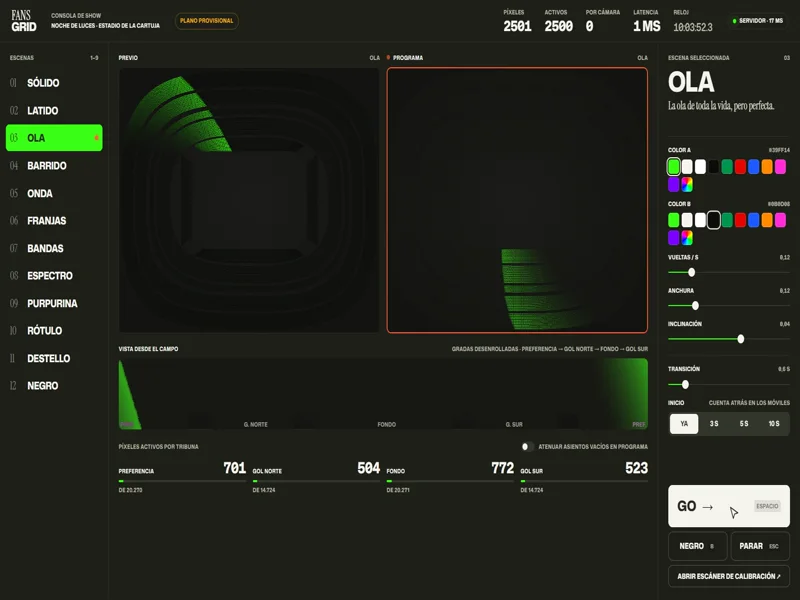 FANS GRID
CONSOLA DE SHOW
NOCHE DE LUCES · ESTADIO DE LA CARTUJA
PLANO PROVISIONAL
PÍXELES
2501
ACTIVOS
2500
POR CÁMARA
0
LATENCIA
1 MS
RELOJ
10:03:52.3
SERVIDOR · 17 MS
ESCENAS
1–9
01 SÓLIDO
02 LATIDO
03 OLA
04 BARRIDO
05 ONDA
06 FRANJAS
07 BANDAS
08 ESPECTRO
09 PURPURINA
10 RÓTULO
11 DESTELLO
12 NEGRO
PREVIO
OLA
PROGRAMA
OLA
VISTA DESDE EL CAMPO
GRADAS DESENROLLADAS · PREFERENCIA → GOL NORTE → FONDO → GOL SUR
G. NORTE
FONDO
G. SUR
PREF.
PÍXELES ACTIVOS POR TRIBUNA
ATENUAR ASIENTOS VACÍOS EN PROGRAMA
PREFERENCIA 701
DE 20.270
GOL NORTE 504
DE 14.724
FONDO 772
DE 20.271
GOL SUR 523
DE 14.724
ESCENA SELECCIONADA
03
OLA
La ola de toda la vida, pero perfecta.
COLOR A
#39FF14
COLOR B
#000D00
VUELTAS / S
0,12
ANCHURA
0,12
INCLINACIÓN
0,04
TRANSICIÓN
0,6 S
INICIO
CUENTA ATRÁS EN LOS MÓVILES
YA
3 S
5 S
10 S
GO →
ESPACIO
NEGRO B
PARAR ESC
ABRIR ESCÁNER DE CALIBRACIÓN ↗